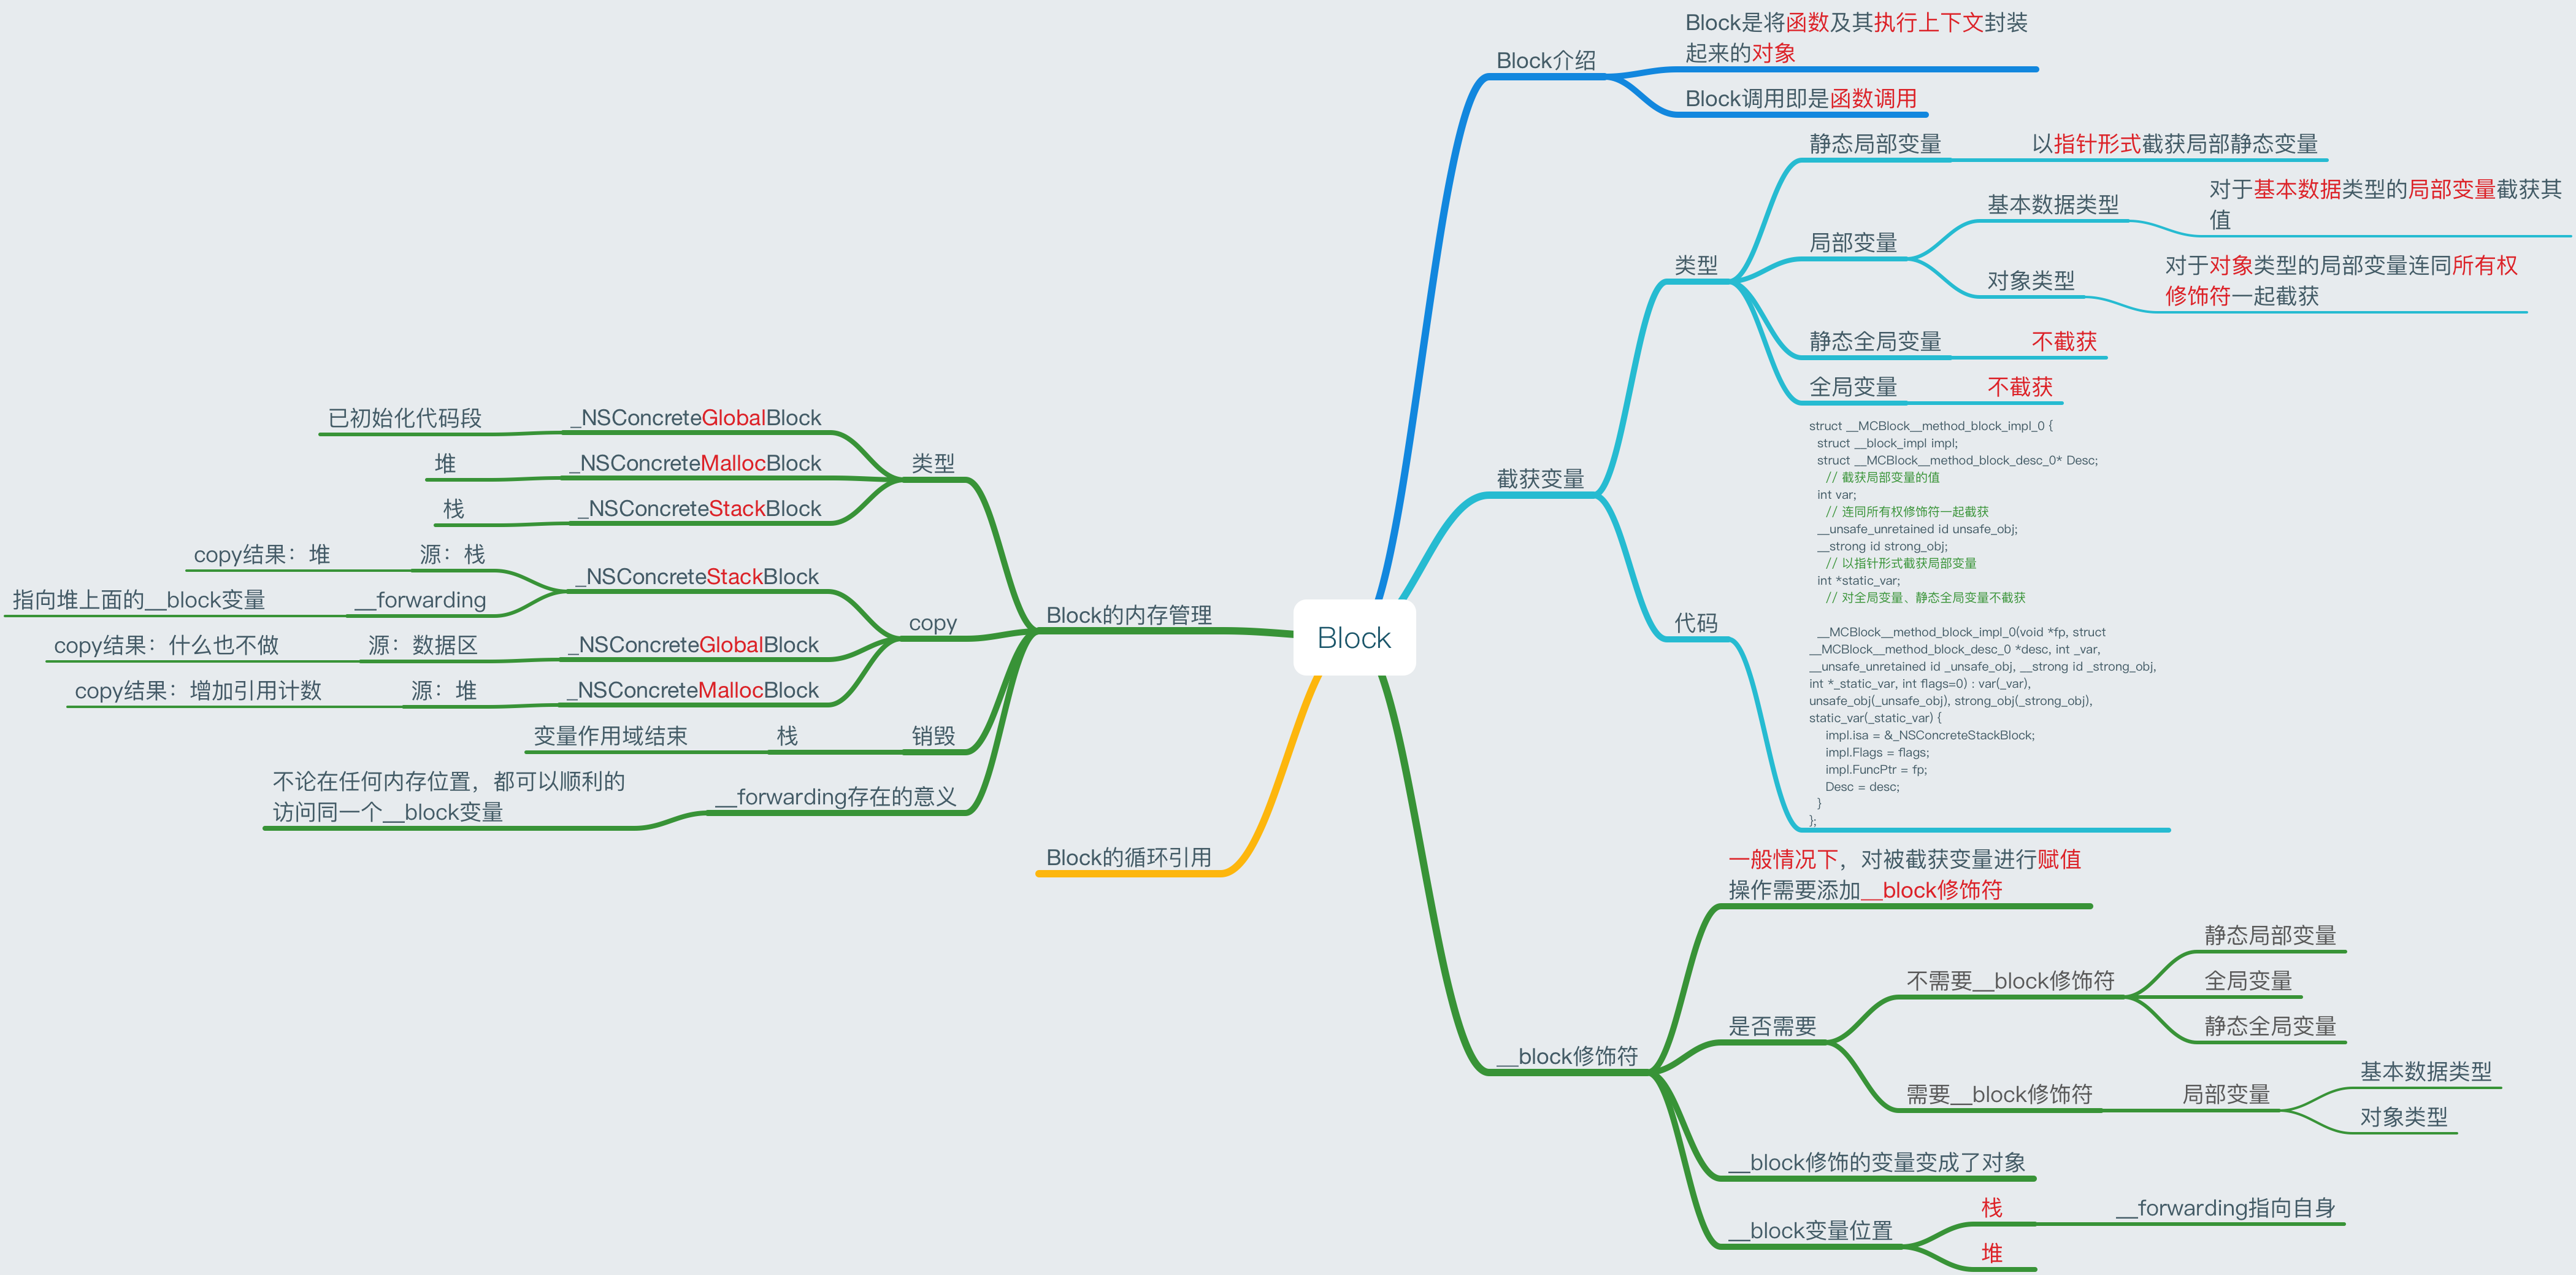 Block
Block介绍
Block是将函数及其执行上下文封装
起来的对象
Block调用即是函数调用
截获变量
类型
静态局部变量
以指针形式截获局部静态变量
局部变量
基本数据类型
对于基本数据类型的局部变量截获其
值
对象类型
对于对象类型的局部变量连同所有权
修饰符一起截获
静态全局变量
不截获
全局变量
不截获
代码
struct __MCBlock__method_block_impl_0 {
struct __block_impl impl;
struct __MCBlock__method_block_desc_0* Desc;
// 截获局部变量的值
int var;
// 连同所有权修饰符一起截获
__unsafe_unretained id unsafe_obj;
__strong id strong_obj;
// 以指针形式截获局部变量
int *static_var;
// 对全局变量、静态全局变量不截获
__MCBlock__method_block_impl_0(void *fp, struct
__MCBlock__method_block_desc_0 *desc, int _var,
__unsafe_unretained id _unsafe_obj, __strong id _strong_obj,
int *_static_var, int flags=0) : var(_var),
unsafe_obj(_unsafe_obj), strong_obj(_strong_obj),
static_var(_static_var) {
impl.isa = &_NSConcreteStackBlock;
impl.Flags = flags;
impl.FuncPtr = fp;
Desc = desc;
}
};
__block修饰符
一般情况下，对被截获变量进行赋值
操作需要添加__block修饰符
是否需要
不需要__block修饰符
静态局部变量
全局变量
静态全局变量
需要__block修饰符
局部变量
基本数据类型
对象类型
__block修饰的变量变成了对象
__block变量位置
栈
__forwarding指向自身
堆
Block的内存管理
类型
_NSConcreteGlobalBlock
已初始化代码段
_NSConcreteMallocBlock
堆
_NSConcreteStackBlock
栈
copy
_NSConcreteStackBlock
源：栈
copy结果：堆
__forwarding
指向堆上面的__block变量
_NSConcreteGlobalBlock
源：数据区
copy结果：什么也不做
_NSConcreteMallocBlock
源：堆
copy结果：增加引用计数
销毁
栈
变量作用域结束
__forwarding存在的意义
不论在任何内存位置，都可以顺利的
访问同一个__block变量
Block的循环引用